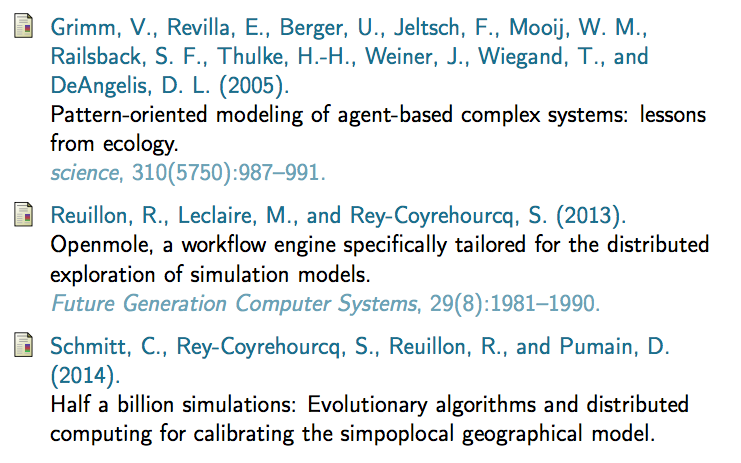 Grimm, V., Revilla, E., Berger, U., Jeltsch, F., Mooij, W. M.,
Railsback, S. F., Thulke, H.-H., Weiner, J., Wiegand, T., and
DeAngelis, D. L. (2005).
Pattern-oriented modeling of agent-based complex systems: lessons
from ecology.
science, 310(5750):987–991.
Reuillon, R., Leclaire, M., and Rey-Coyrehourcq, S. (2013).
Openmole, a workflow engine specifically tailored for the distributed
exploration of simulation models.
Future Generation Computer Systems, 29(8):1981–1990.
Schmitt, C., Rey-Coyrehourcq, S., Reuillon, R., and Pumain, D.
(2014).
Half a billion simulations: Evolutionary algorithms and distributed
computing for calibrating the simpoplocal geographical model.